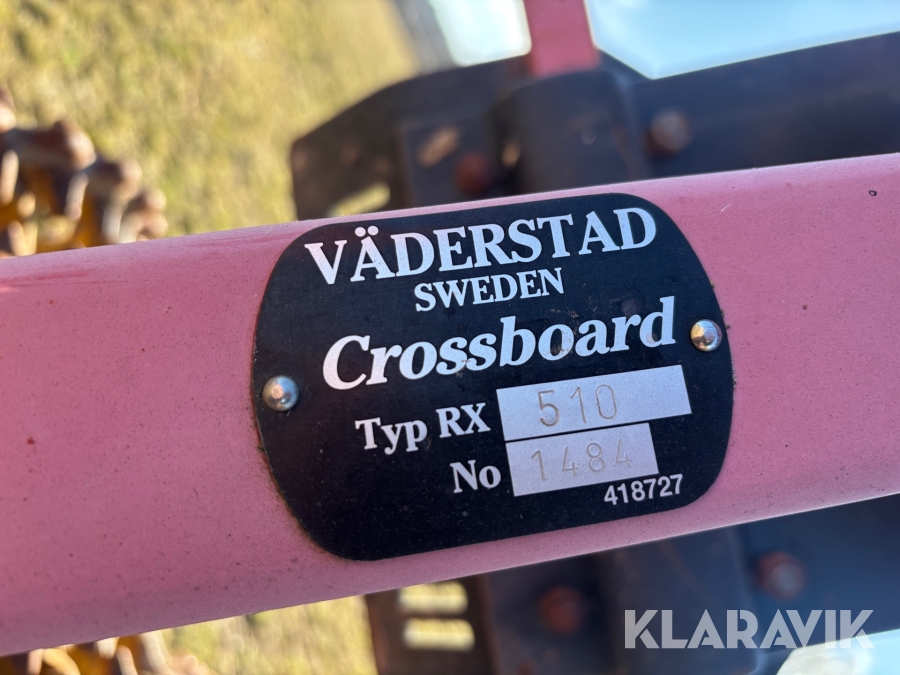 VÄDERSTAD
SWEDEN
Crossboard
Typ RX 510
No 1484
418727
KLARAVIK